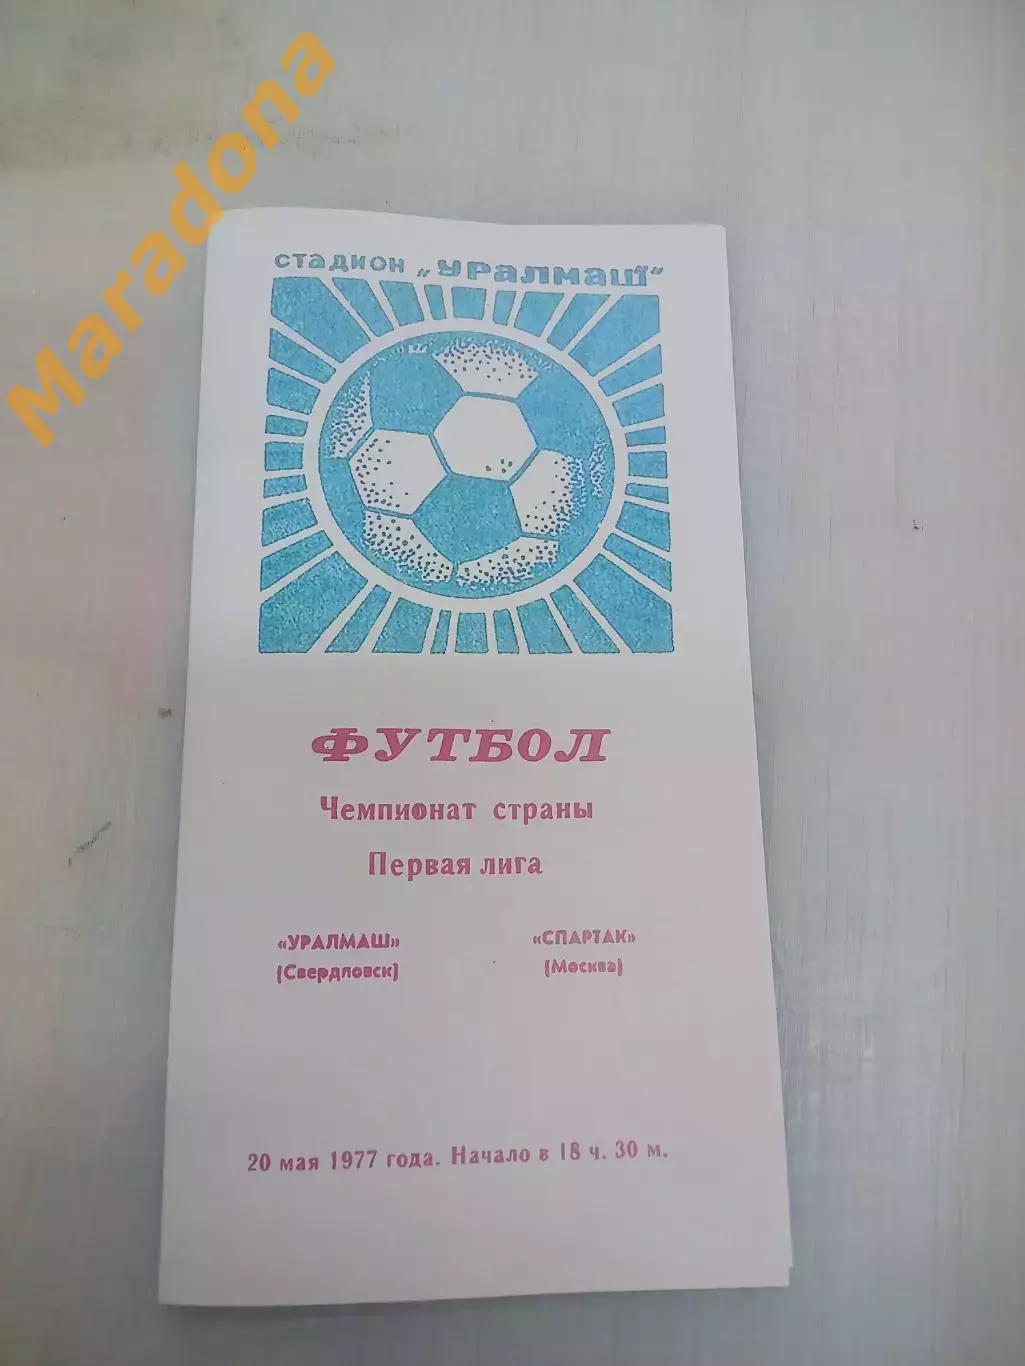 Maradona
стадион „УРАЛМАШ"
ФУТБОЛ
Чемпионат страны
Первая лига
«УРАЛМАШ» «СПАРТАК»
(Свердловск) (Москва)
20 мая 1977 года. Начало в 18 ч. 30 м.